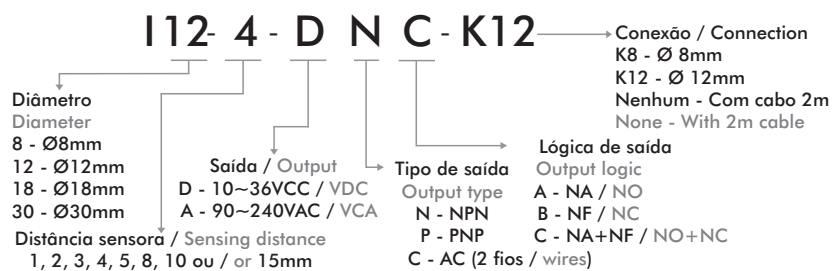 I12- 4 - D N C - K12
Conexão / Connection
K8 - Ø 8mm
K12 - Ø 12mm
Nenhum - Com cabo 2m
None - With 2m cable
Diâmetro
Diameter
8 - Ø8mm
12 - Ø12mm
18 - Ø18mm
30 - Ø30mm
Distância sensora / Sensing distance
1, 2, 3, 4, 5, 8, 10 ou / or 15mm
Saída / Output
D - 10~36VCC / VDC
A - 90~240VAC / VCA
Tipo de saída
Output type
N - NPN
P - PNP
C - AC (2 fios / wires)
Lógica de saída
Output logic
A - NA / NO
B - NF / NC
C - NA+NF / NO+NC